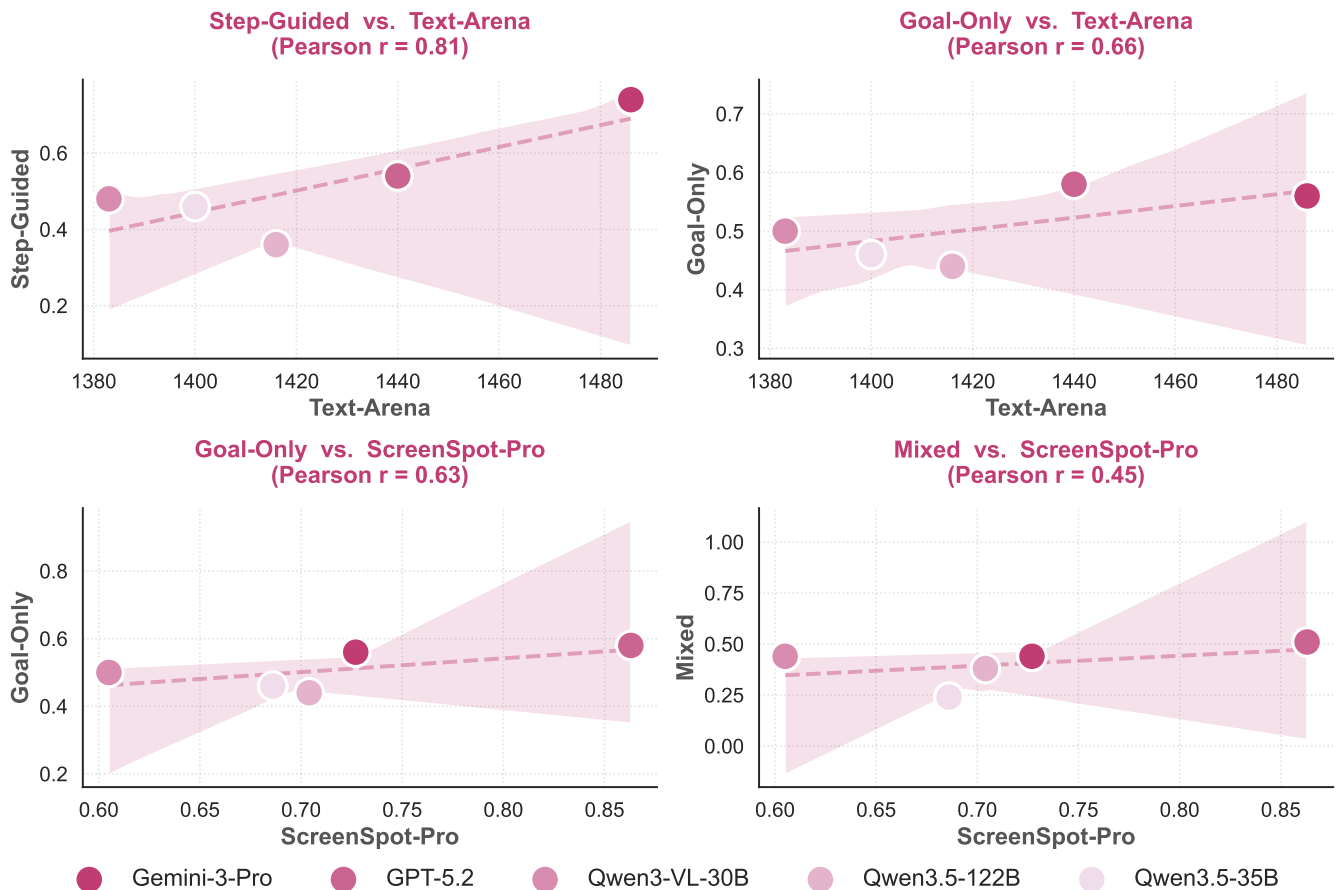 Step-Guided vs. Text-Arena
(Pearson r = 0.81)
Step-Guided
0.6
0.4
0.2
1380 1400 1420 1440 1460 1480
Text-Arena
Goal-Only vs. Text-Arena
(Pearson r = 0.66)
Goal-Only
0.7
0.6
0.5
0.4
0.3
1380 1400 1420 1440 1460 1480
Text-Arena
Goal-Only vs. ScreenSpot-Pro
(Pearson r = 0.63)
Goal-Only
0.8
0.6
0.4
0.2
0.60 0.65 0.70 0.75 0.80 0.85
ScreenSpot-Pro
Mixed vs. ScreenSpot-Pro
(Pearson r = 0.45)
Mixed
1.00
0.75
0.50
0.25
0.00
0.60 0.65 0.70 0.75 0.80 0.85
ScreenSpot-Pro
Gemini-3-Pro GPT-5.2 Qwen3-VL-30B Qwen3.5-122B Qwen3.5-35B